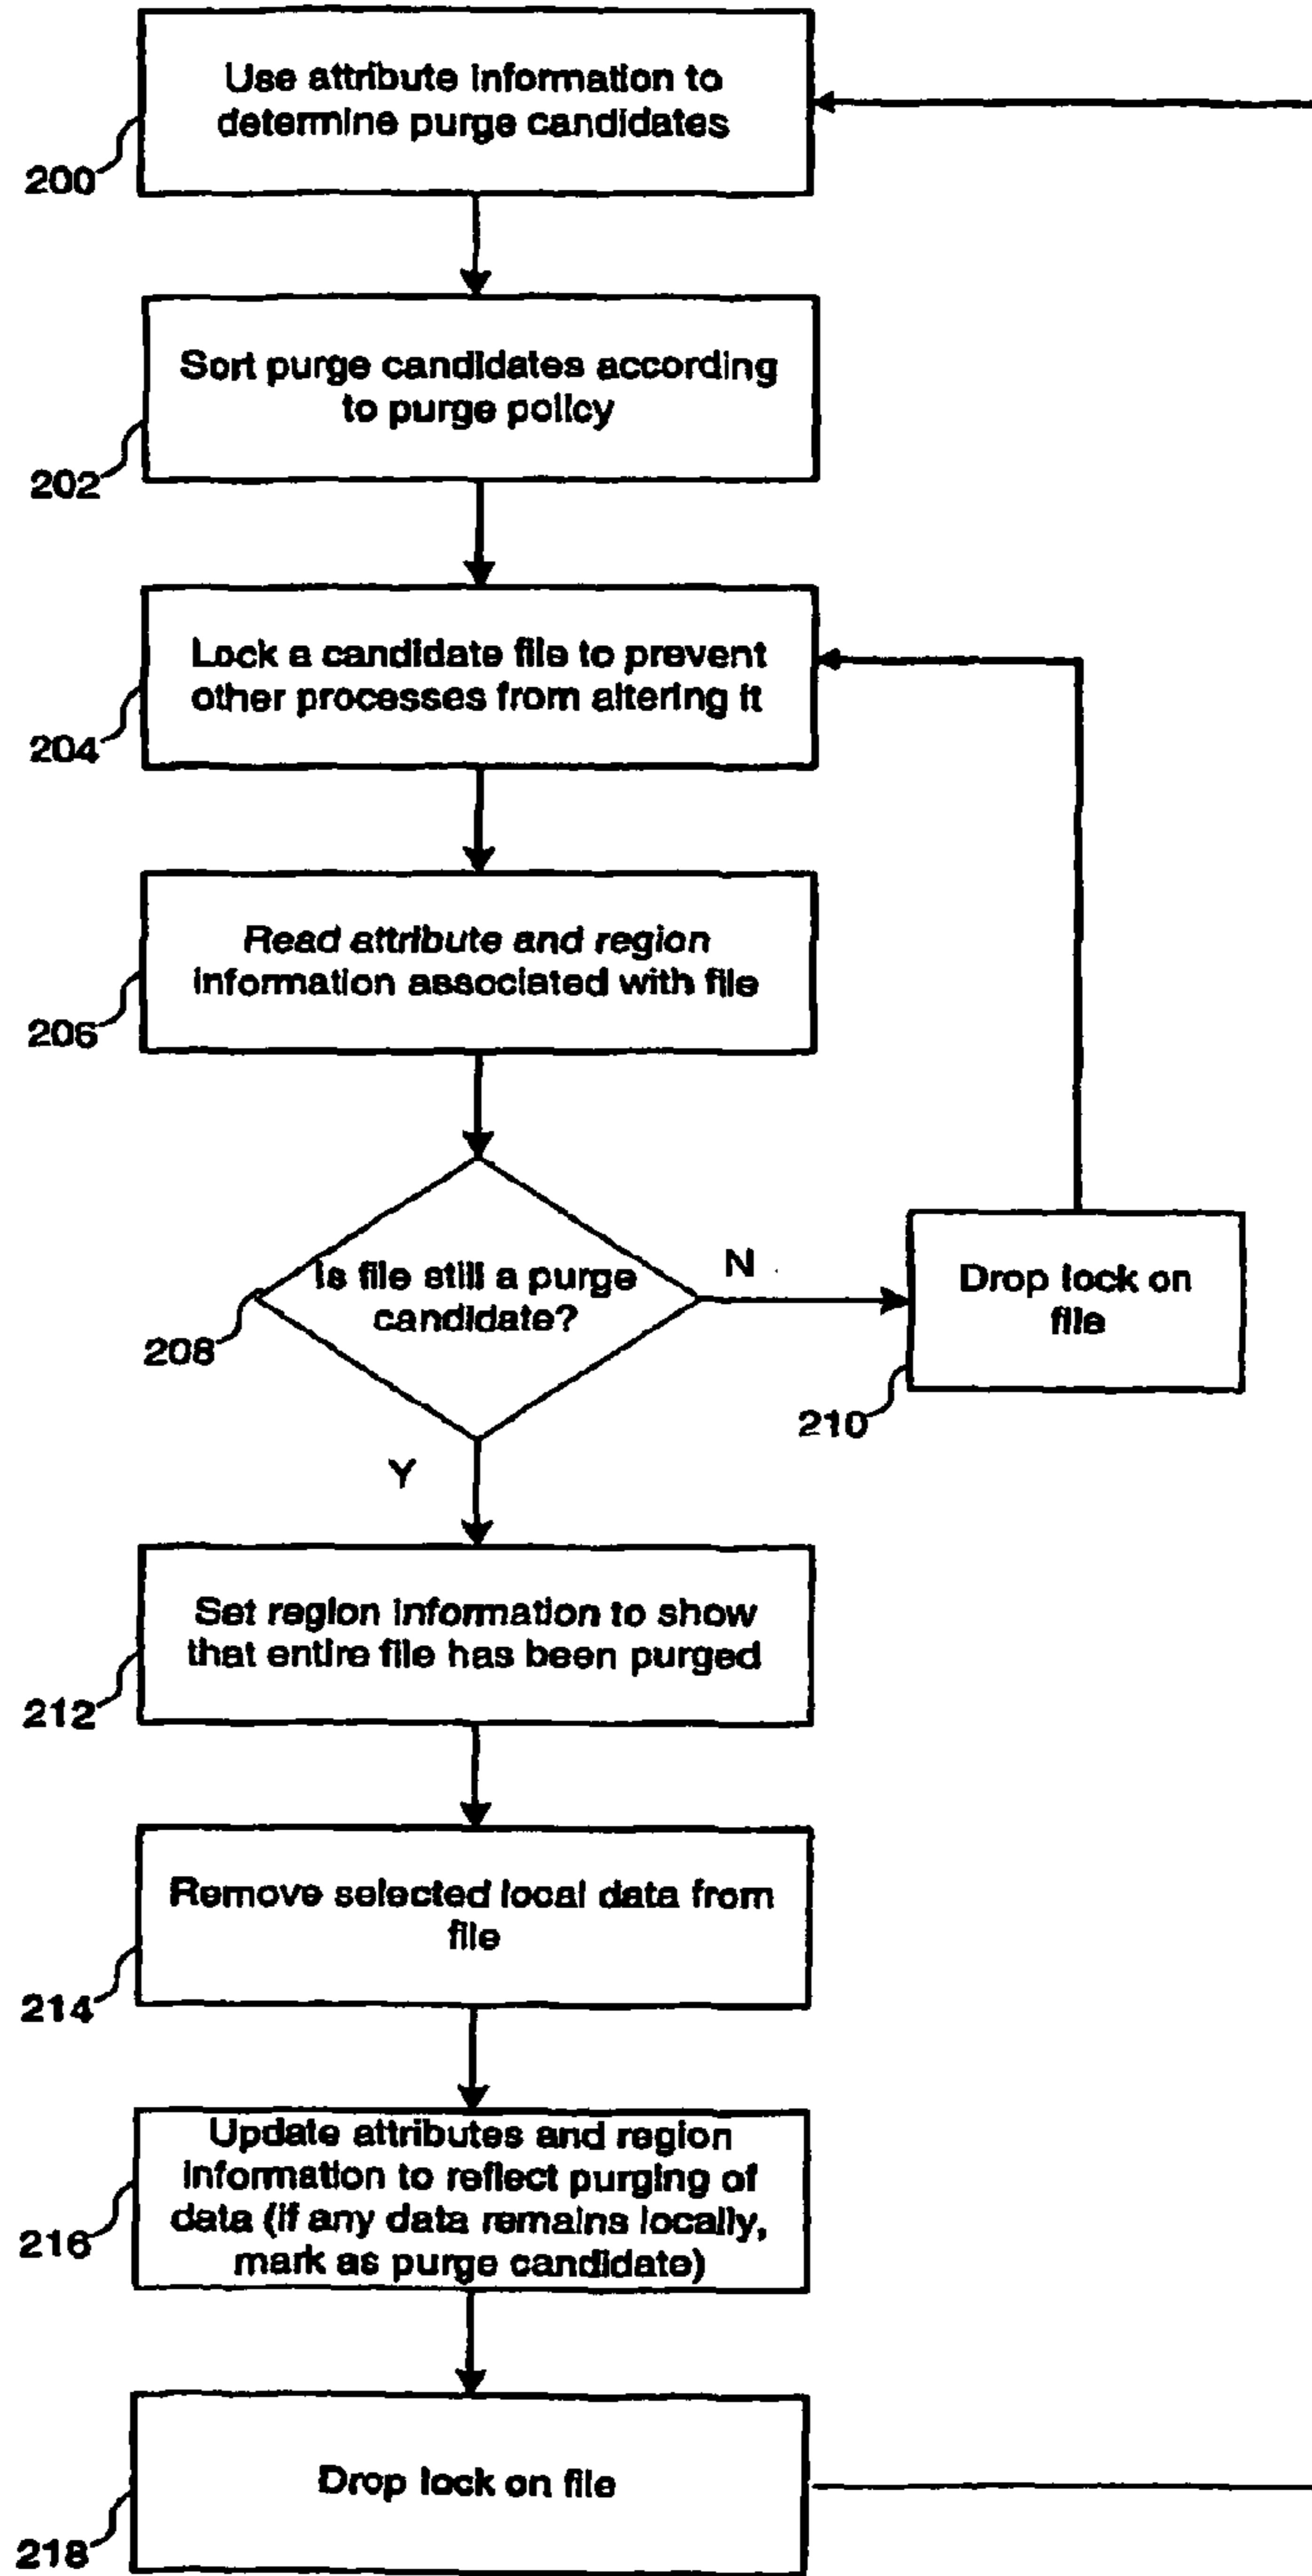 Use attribute information to
determine purge candidates
200
Sort purge candidates according
to purge policy
202
Lock a candidate file to prevent
other processes from altering it
204
Read attribute and region
information associated with file
206
Is file still a purge
candidate?
208
N
Drop lock on
file
210
Y
Set region information to show
that entire file has been purged
212
Remove selected local data from
file
214
Update attributes and region
information to reflect purging of
data (if any data remains locally,
mark as purge candidate)
216
Drop lock on file
218